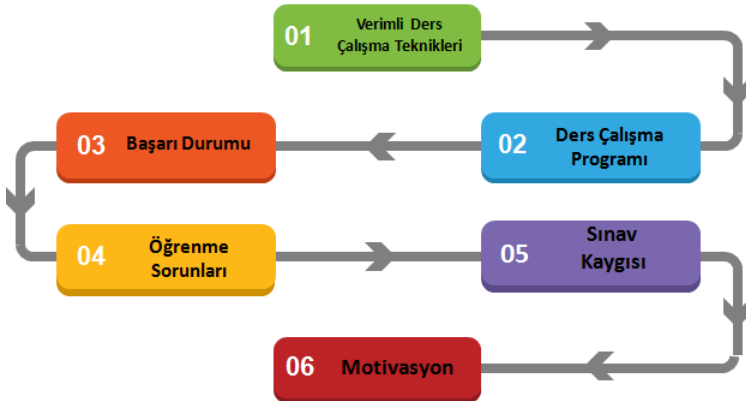 01
Verimli Ders
Çalışma Teknikleri
02
Ders Çalışma
Programı
03
Başarı Durumu
04
Öğrenme
Sorunları
05
Sınav
Kaygısı
06
Motivasyon